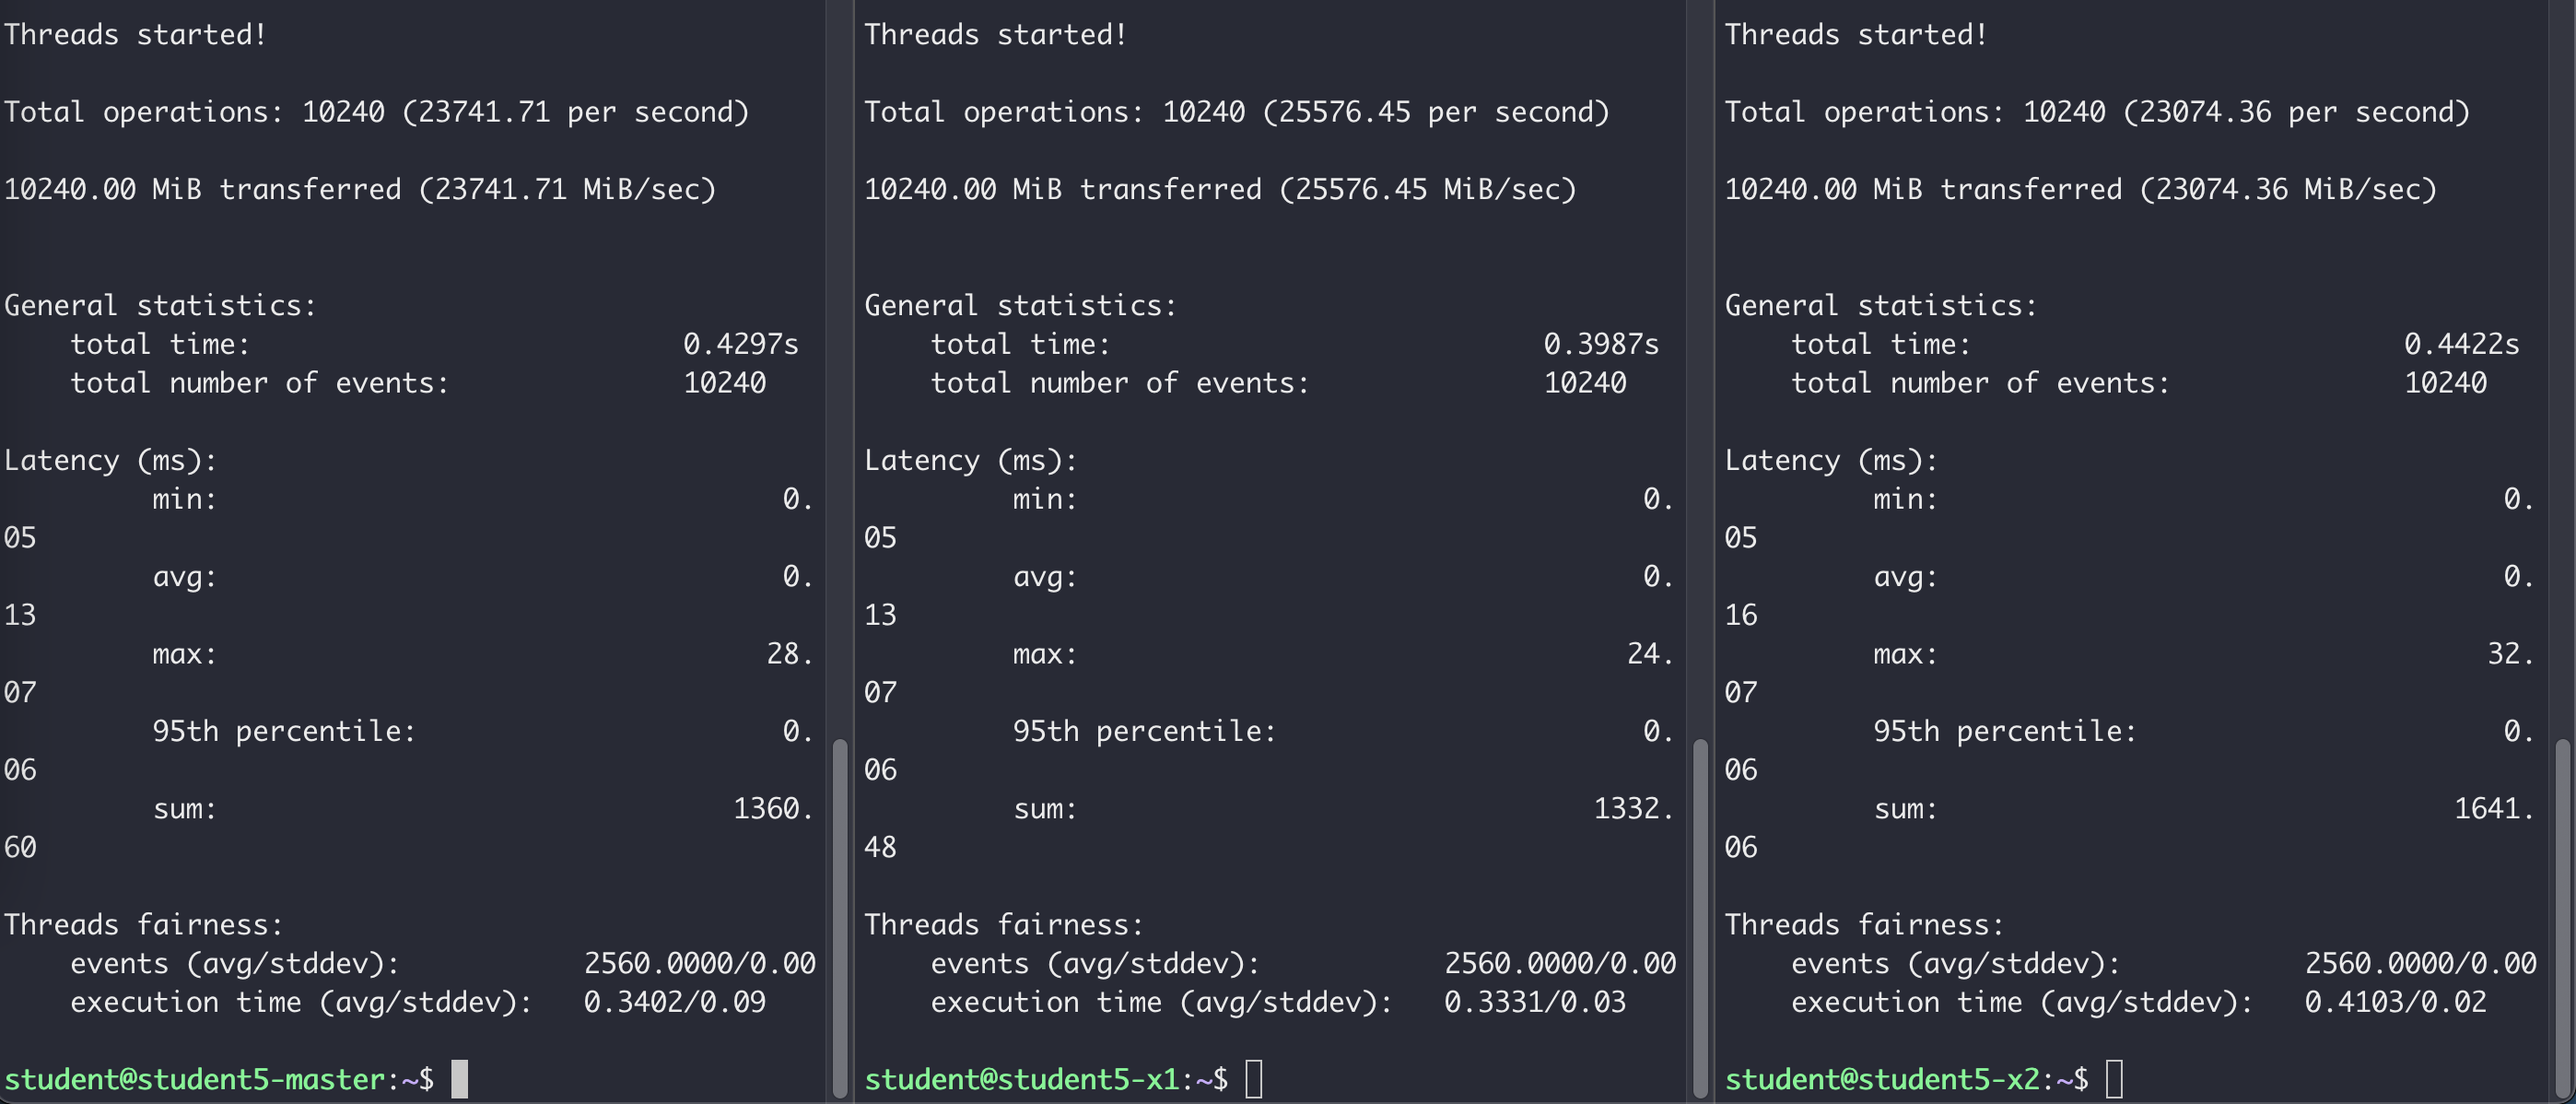 Threads started!
Total operations: 10240 (23741.71 per second)
10240.00 MiB transferred (23741.71 MiB/sec)
General statistics:
total time: 0.4297s
total number of events: 10240
Latency (ms):
min: 0.
05
avg: 0.
13
max: 28.
07
95th percentile: 0.
06
sum: 1360.
60
Threads fairness:
events (avg/stddev): 2560.0000/0.00
execution time (avg/stddev): 0.3402/0.09
student@student5-master:~$
Threads started!
Total operations: 10240 (25576.45 per second)
10240.00 MiB transferred (25576.45 MiB/sec)
General statistics:
total time: 0.3987s
total number of events: 10240
Latency (ms):
min: 0.
05
avg: 0.
13
max: 24.
07
95th percentile: 0.
06
sum: 1332.
48
Threads fairness:
events (avg/stddev): 2560.0000/0.00
execution time (avg/stddev): 0.3331/0.03
student@student5-x1:~$
Threads started!
Total operations: 10240 (23074.36 per second)
10240.00 MiB transferred (23074.36 MiB/sec)
General statistics:
total time: 0.4422s
total number of events: 10240
Latency (ms):
min: 0.
05
avg: 0.
16
max: 32.
07
95th percentile: 0.
06
sum: 1641.
06
Threads fairness:
events (avg/stddev): 2560.0000/0.00
execution time (avg/stddev): 0.4103/0.02
student@student5-x2:~$